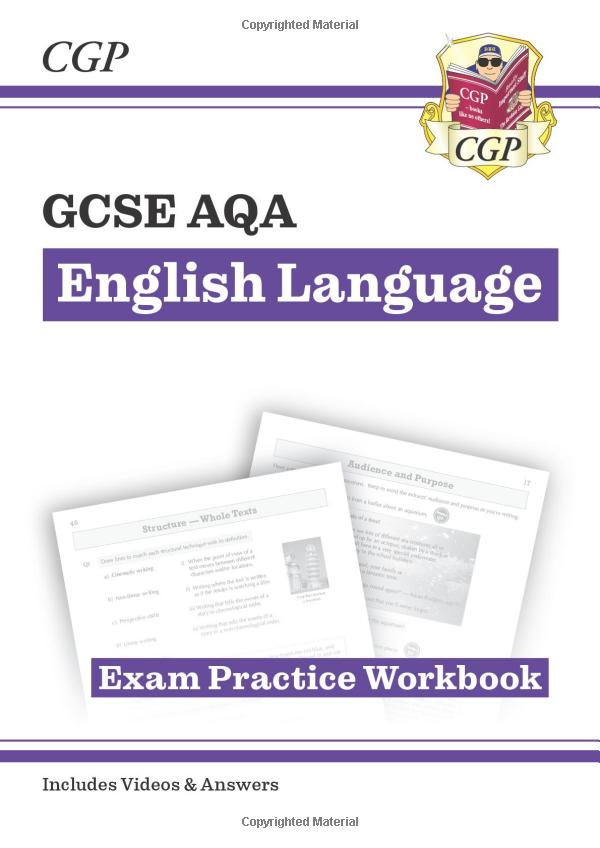 Copyrighted Material
CGP
CGP
– books
like no others!
CGP
GCSE AQA
English Language
Audience and Purpose
17
46
Structure — Whole Texts
Q1 Draw lines to match each structural technique with its definition.
a) Cinematic writing
i) When the point of view of a
text moves between different
characters and/or locations.
b) Non-linear writing
ii) Writing where the text is written
as if the reader is watching a film.
c) Perspective shifts
iii) Writing that tells the events of a
story in chronological order.
d) Linear writing
iv) Writing that tells the events of a
story in a non-chronological order.
Exam Practice Workbook
Includes Videos & Answers
Copyrighted Material